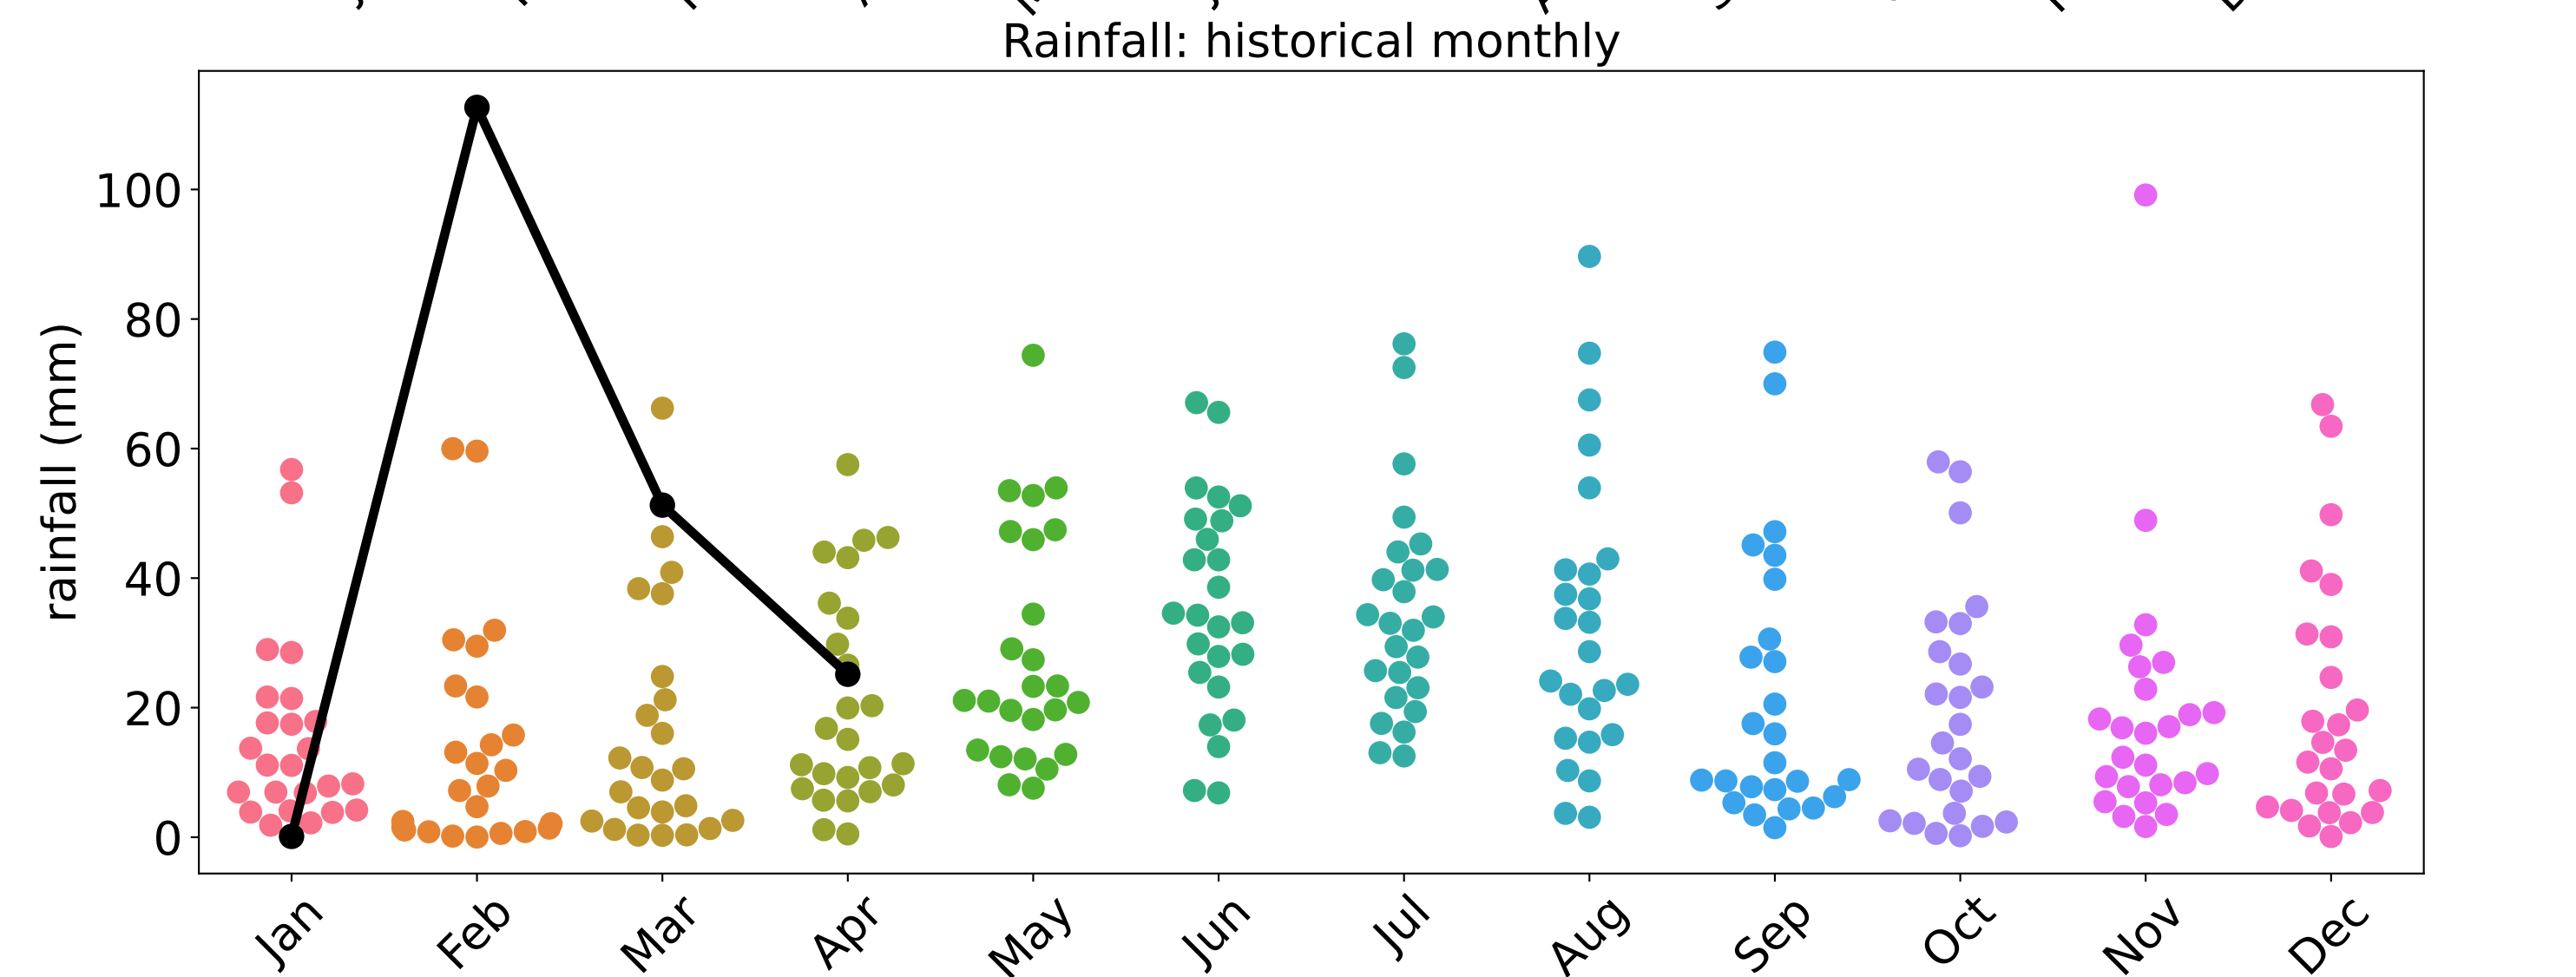 Rainfall: historical monthly
rainfall (mm)
100
80
60
40
20
0
Jan
Feb
Mar
Apr
May
Jun
Jul
Aug
Sep
Oct
Nov
Dec